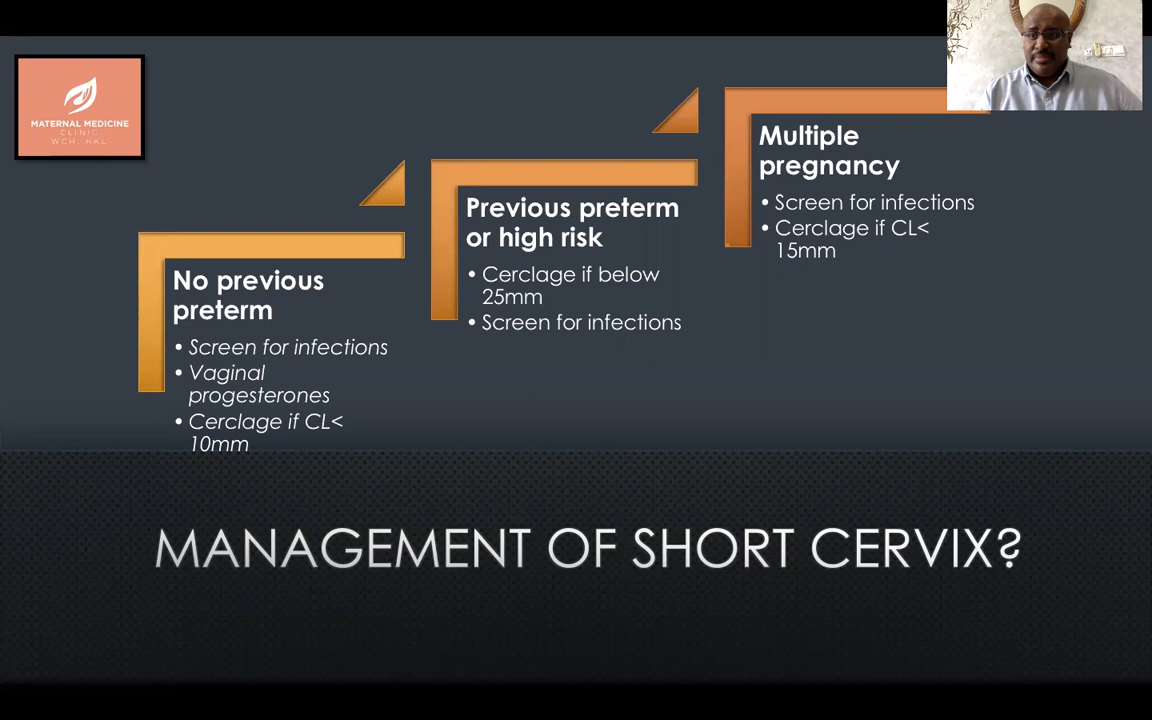 MATERNAL MEDICINE
CLINIC
WCH, HKL
No previous
preterm
• Screen for infections
• Vaginal
progesterones
• Cerclage if CL<
10mm
Previous preterm
or high risk
• Cerclage if below
25mm
• Screen for infections
Multiple
pregnancy
• Screen for infections
• Cerclage if CL<
15mm
MANAGEMENT OF SHORT CERVIX?